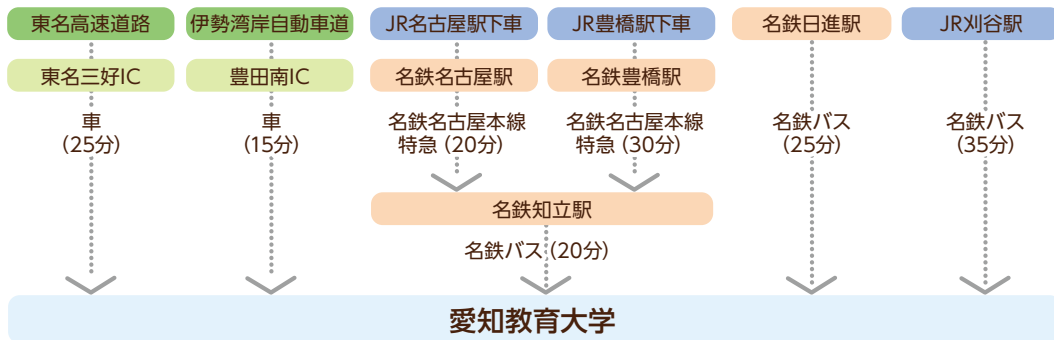 東名高速道路
伊勢湾岸自動車道
JR名古屋駅下車
JR豊橋駅下車
名鉄日進駅
JR刈谷駅
東名三好IC
豊田南IC
名鉄名古屋駅
名鉄豊橋駅
車
(25分)
車
(15分)
名鉄名古屋本線
特急 (20分)
名鉄名古屋本線
特急 (30分)
名鉄バス
(25分)
名鉄バス
(35分)
名鉄知立駅
名鉄バス (20分)
愛知教育大学